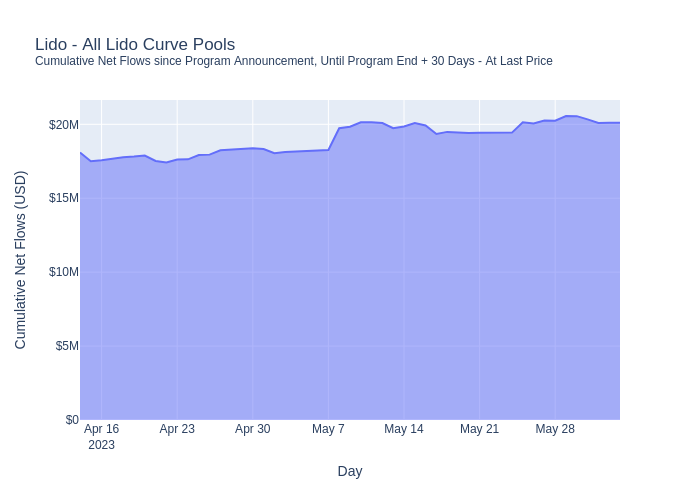 Lido - All Lido Curve Pools
Cumulative Net Flows since Program Announcement, Until Program End + 30 Days - At Last Price
Cumulative Net Flows (USD)
$20M
$15M
$10M
$5M
$0
Apr 16 Apr 23 Apr 30 May 7 May 14 May 21 May 28
2023
Day